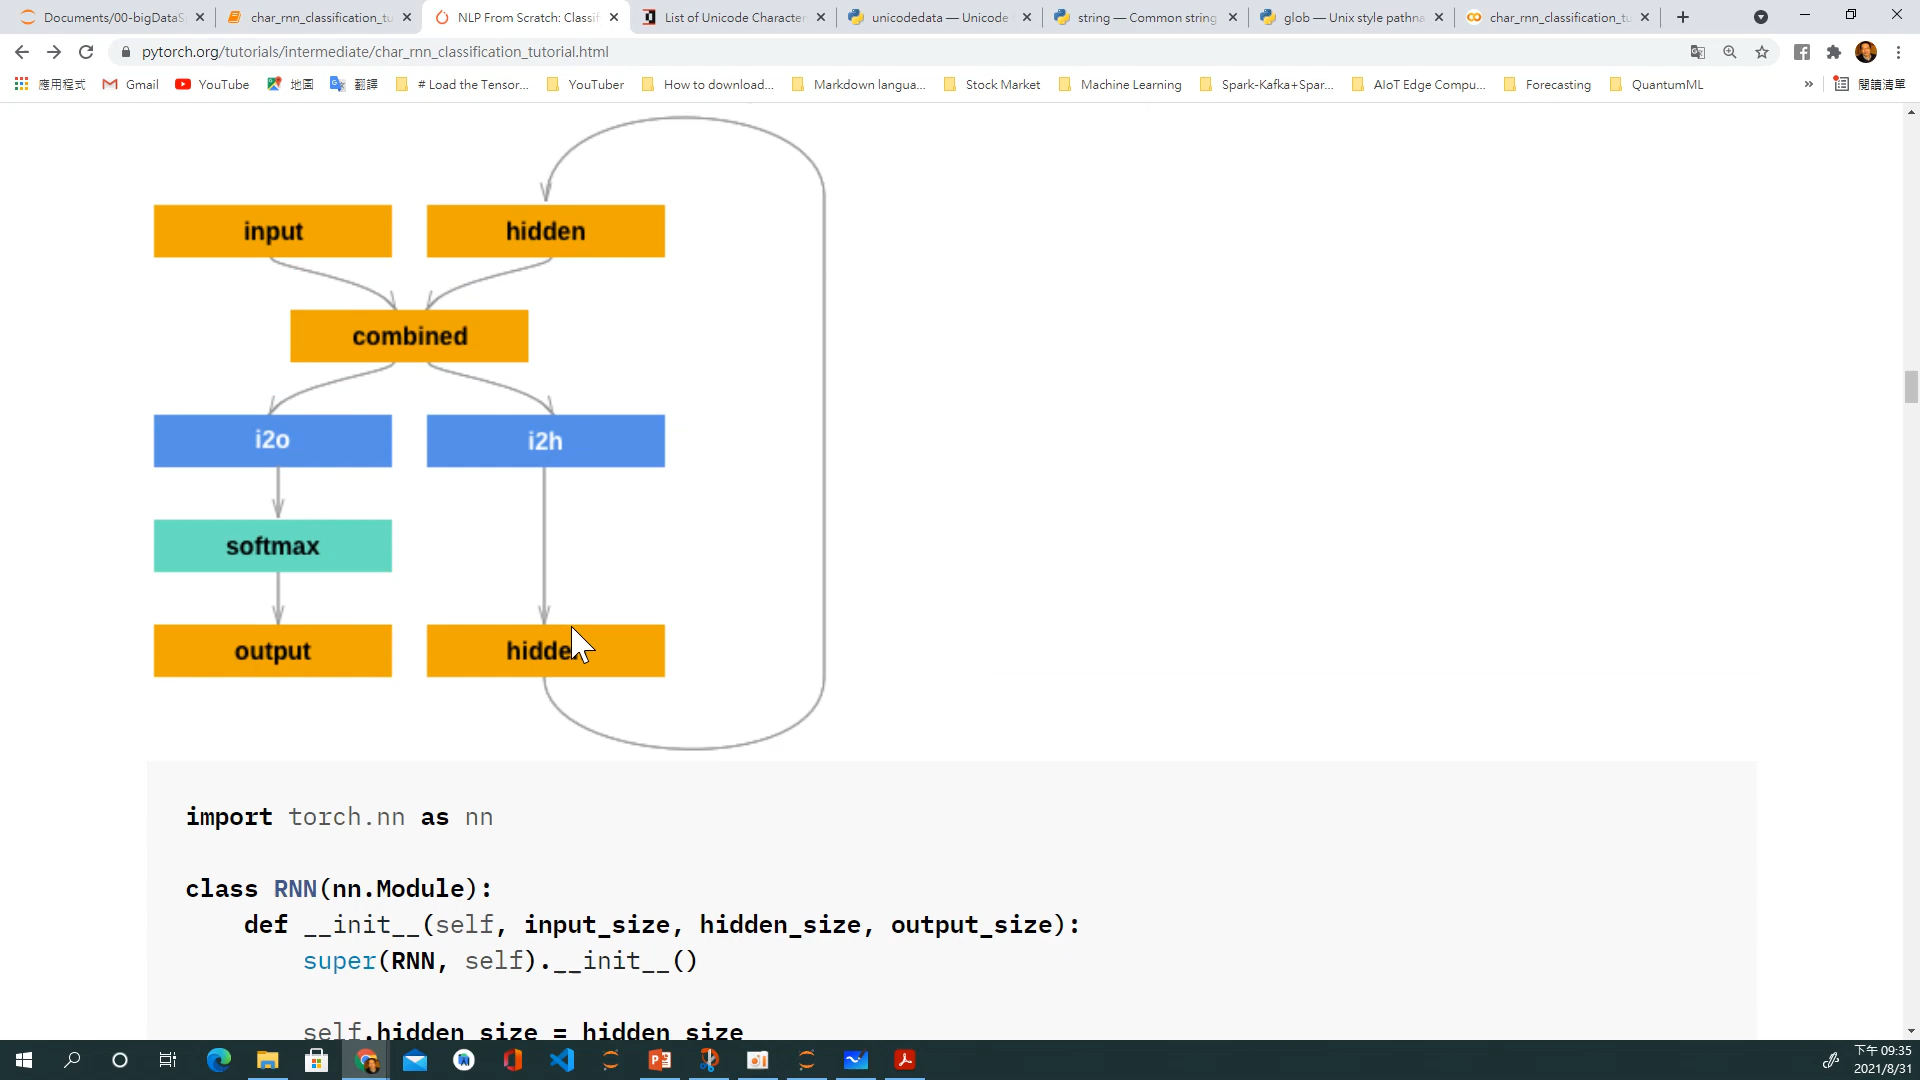 Documents/00-bigDataS
char_rnn_classification_tu
NLP From Scratch: Classif
List of Unicode Character
unicodedata — Unicode
string — Common string
glob — Unix style pathna
char_rnn_classification_tu
pytorch.org/tutorials/intermediate/char_rnn_classification_tutorial.html
應用程式
Gmail
YouTube
地圖
翻譯
# Load the Tensor...
YouTuber
How to download...
Markdown langua...
Stock Market
Machine Learning
Spark-Kafka+Spar...
AIoT Edge Compu...
Forecasting
QuantumML
»
閱讀清單
input
hidden
combined
i2o
i2h
softmax
output
hidde
import torch.nn as nn
class RNN(nn.Module):
def __init__(self, input_size, hidden_size, output_size):
super(RNN, self).__init__()
self.hidden_size = hidden_size
下午 09:35
2021/8/31